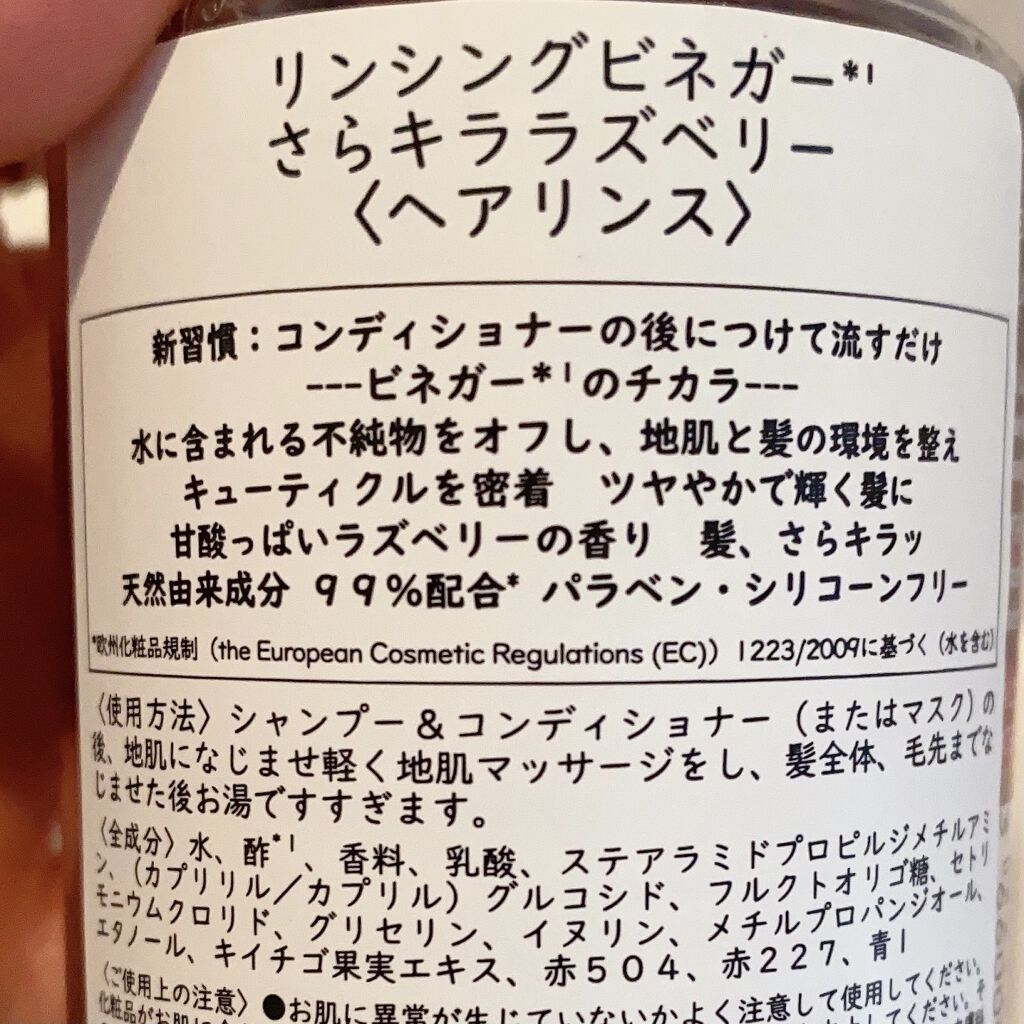 リンシングビネガー*1
さらキララズベリー
〈ヘアリンス〉
新習慣：コンディショナーの後につけて流すだけ
---ビネガー*1のチカラ---
水に含まれる不純物をオフし、地肌と髪の環境を整え
キューティクルを密着　ツヤやかで輝く髪に
甘酸っぱいラズベリーの香り　髪、さらキラッ
天然由来成分　９９％配合*　パラベン・シリコーンフリー
*欧州化粧品規制（the European Cosmetic Regulations (EC)）1223/2009に基づく（水を含む）
〈使用方法〉シャンプー＆コンディショナー（またはマスク）の
後、地肌になじませ軽く地肌マッサージをし、髪全体、毛先までな
じませた後お湯ですすぎます。
〈全成分〉水、酢*1、香料、乳酸、ステアラミドプロピルジメチルアミ
ン、（カプリリル／カプリル）グルコシド、フルクトオリゴ糖、セトリ
モニウムクロリド、グリセリン、イヌリン、メチルプロパンジオール、
エタノール、キイチゴ果実エキス、赤５０４、赤２２７、青1
〈ご使用上の注意〉●お肌に異常が生じていないかよく注意して使用してください。
化粧品がお肌に